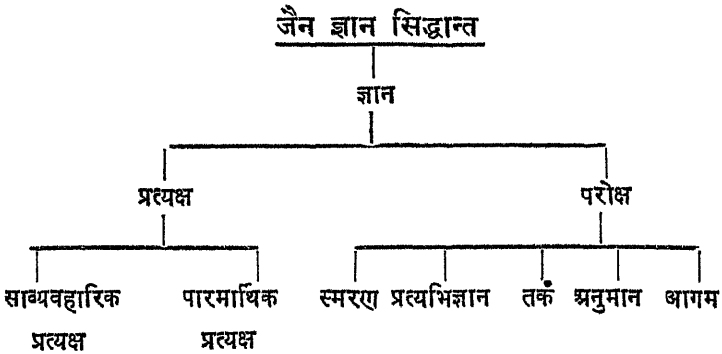 जैन ज्ञान सिद्धान्त
ज्ञान
प्रत्यक्ष परोक्ष
साव्यवहारिक पारमार्थिक स्मरण प्रत्यभिज्ञान तर्क अनुमान आगम
प्रत्यक्ष प्रत्यक्ष